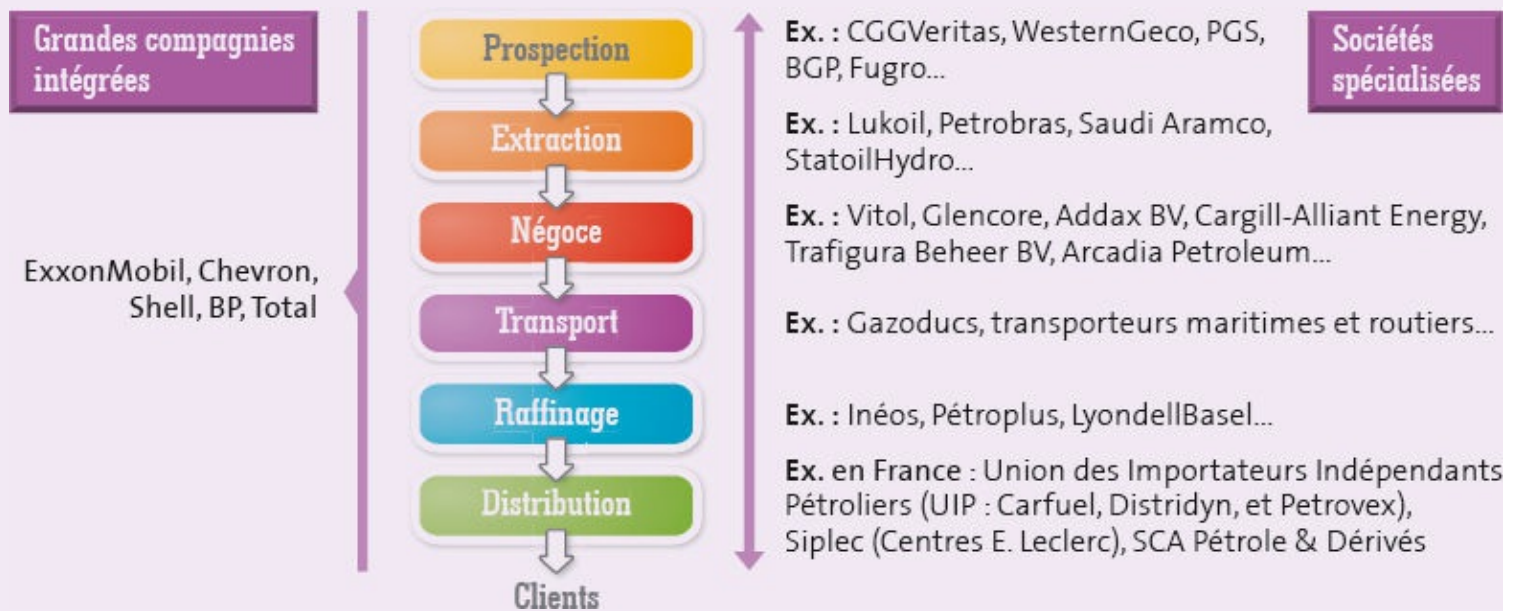 Grandes compagnies
intégrées
ExxonMobil, Chevron,
Shell, BP, Total
Prospection
Extraction
Négoce
Transport
Raffinage
Distribution
Clients
Ex. : CGGVeritas, WesternGeco, PGS,
BGP, Fugro...
Ex. : Lukoil, Petrobras, Saudi Aramco,
StatoilHydro...
Ex. : Vitol, Glencore, Addax BV, Cargill-Alliant Energy,
Trafigura Beheer BV, Arcadia Petroleum...
Ex. : Gazoducs, transporteurs maritimes et routiers...
Ex. : Inéos, Pétroplus, LyondellBasel...
Ex. en France : Union des Importateurs Indépendants
Pétroliers (UIP : Carfuel, Distridyn, et Petrovex),
Siplec (Centres E. Leclerc), SCA Pétrole & Dérivés
Sociétés
spécialisées